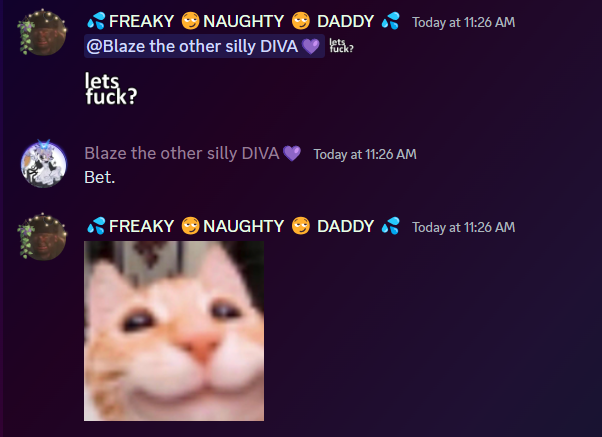 💦 FREAKY 😏 NAUGHTY 😏 DADDY 💦 Today at 11:26 AM
@Blaze the other silly DIVA💜 lets fuck?
lets
fuck?
Blaze the other silly DIVA💜 Today at 11:26 AM
Bet.
💦 FREAKY 😏 NAUGHTY 😏 DADDY 💦 Today at 11:26 AM